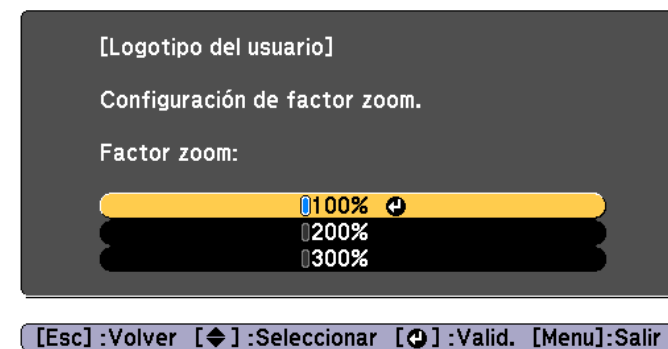 [Logotipo del usuario]
Configuración de factor zoom.
Factor zoom:
100%
200%
300%
[Esc] :Volver [◆] :Seleccionar [↵] :Valid. [Menu]:Salir